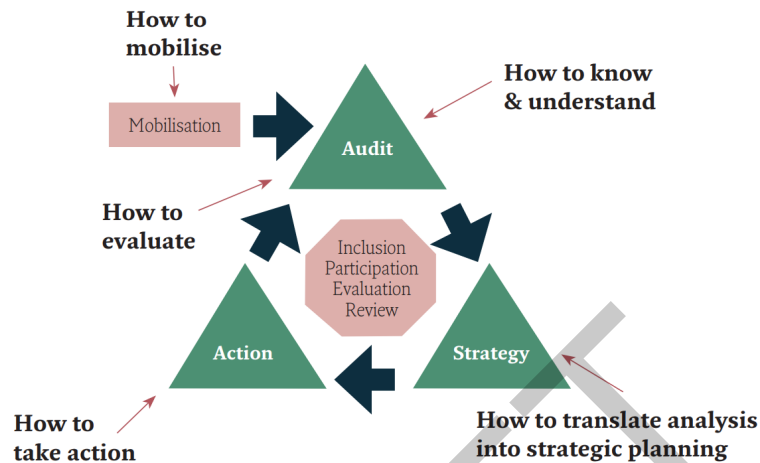 How to
mobilise
Mobilisation
Audit
How to know
& understand
How to
evaluate
Inclusion
Participation
Evaluation
Review
Action
Strategy
How to
take action
How to translate analysis
into strategic planning